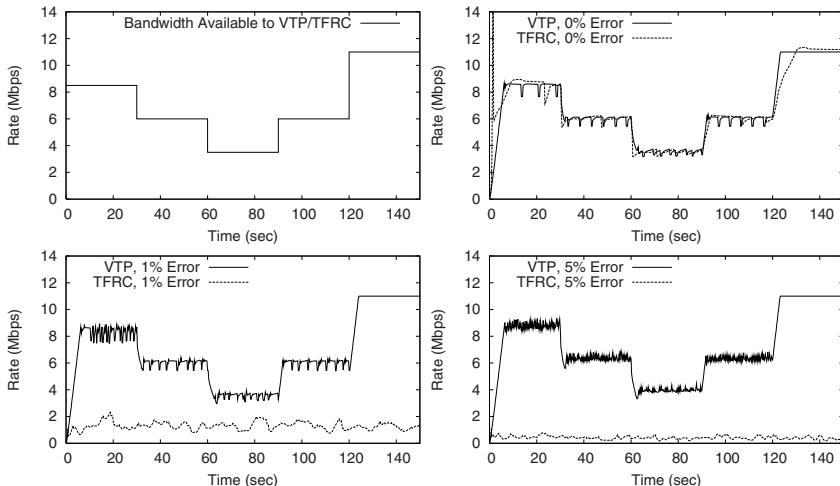 Bandwidth Available to VTP/TFRC
Rate (Mbps)
14
12
10
8
6
4
2
0
0 20 40 60 80 100 120 140
Time (sec)
VTP, 0% Error
TFRC, 0% Error
Rate (Mbps)
14
12
10
8
6
4
2
0
0 20 40 60 80 100 120 140
Time (sec)
VTP, 1% Error
TFRC, 1% Error
Rate (Mbps)
14
12
10
8
6
4
2
0
0 20 40 60 80 100 120 140
Time (sec)
VTP, 5% Error
TFRC, 5% Error
Rate (Mbps)
14
12
10
8
6
4
2
0
0 20 40 60 80 100 120 140
Time (sec)